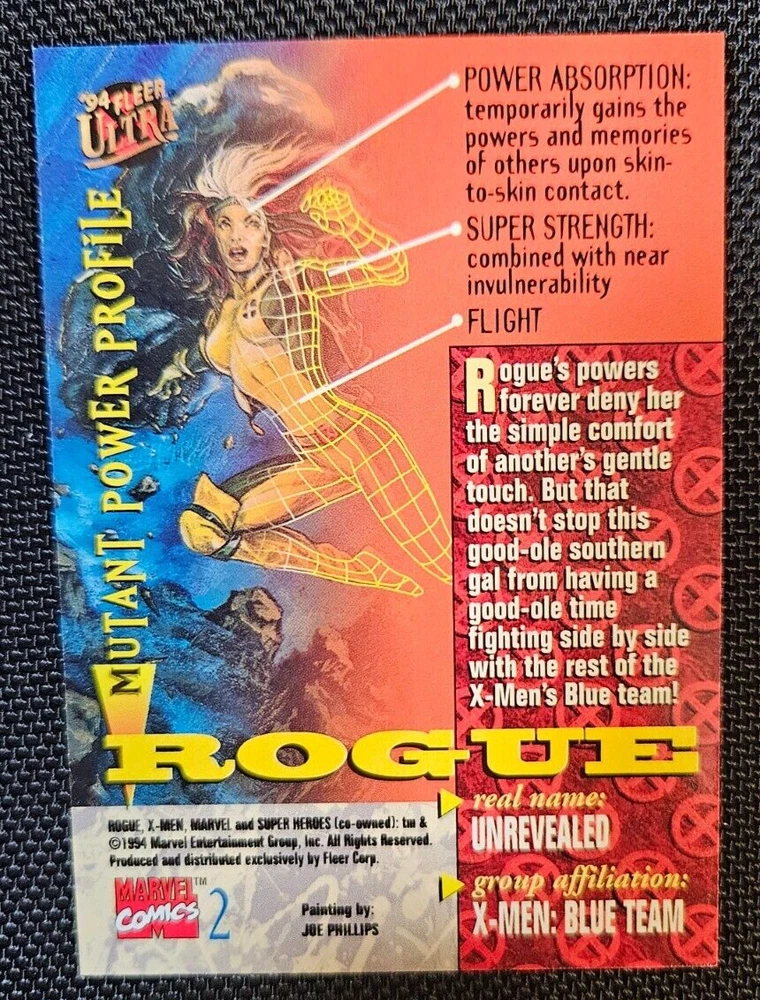 '94 FLEER
ULTRA
MUTANT POWER PROFILE
POWER ABSORPTION:
temporarily gains the
powers and memories
of others upon skin-
to-skin contact.
SUPER STRENGTH:
combined with near
invulnerability
FLIGHT
Rogue's powers
forever deny her
the simple comfort
of another's gentle
touch. But that
doesn't stop this
good-ole southern
gal from having a
good-ole time
fighting side by side
with the rest of the
X-Men's Blue team!
ROGUE
real name:
UNREVEALED
group affiliation:
X-MEN: BLUE TEAM
ROGUE, X-MEN, MARVEL and SUPER HEROES (co-owned): tm &
©1994 Marvel Entertainment Group, Inc. All Rights Reserved.
Produced and distributed exclusively by Fleer Corp.
MARVEL™
COMICS
2
Painting by:
JOE PHILLIPS